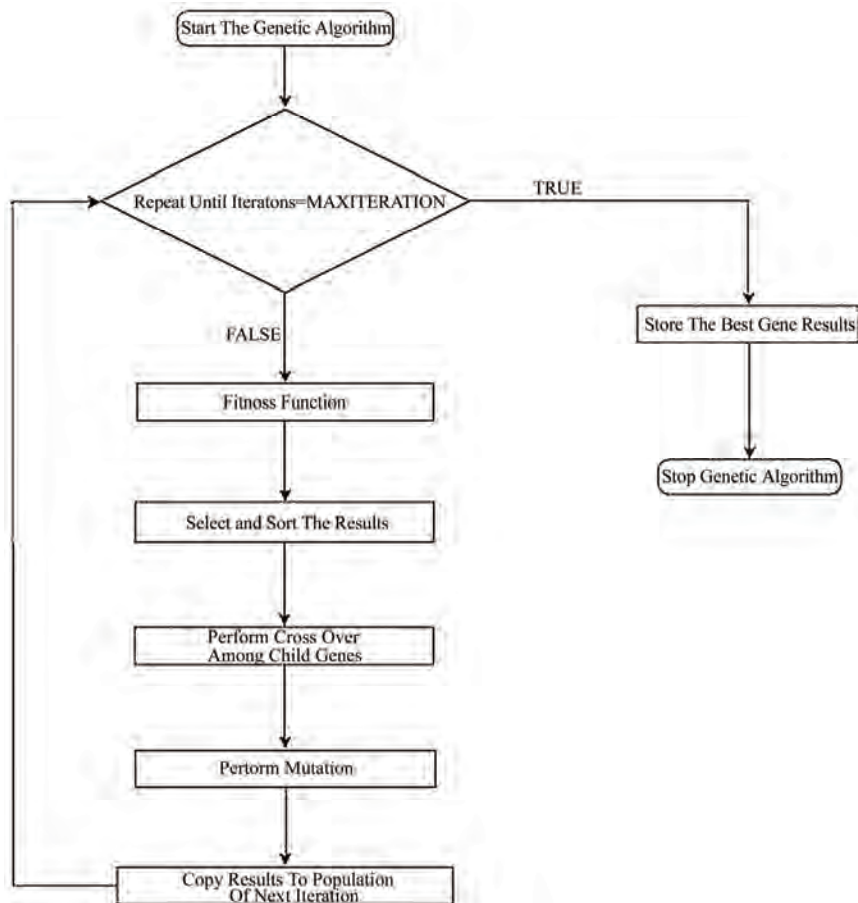 Start The Genetic Algorithm
Repeat Until Iteratons=MAXITERATION
TRUE
FALSE
Store The Best Gene Results
Fitnoss Function
Stop Genetic Algorithm
Select and Sort The Results
Perform Cross Over
Among Child Genes
Pertorm Mutation
Copy Results To Population
Of Next Iteration